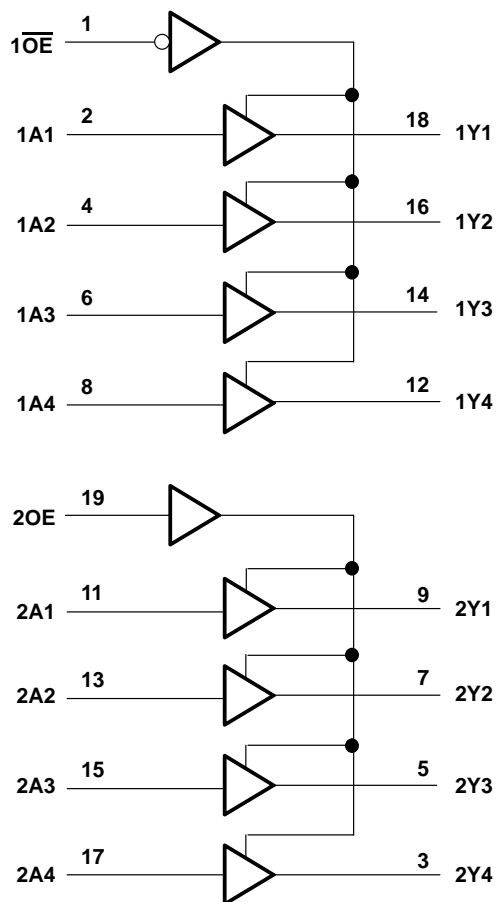 1O̅E̅ 1
1A1 2 18 1Y1
1A2 4 16 1Y2
1A3 6 14 1Y3
1A4 8 12 1Y4
2OE 19
2A1 11 9 2Y1
2A2 13 7 2Y2
2A3 15 5 2Y3
2A4 17 3 2Y4